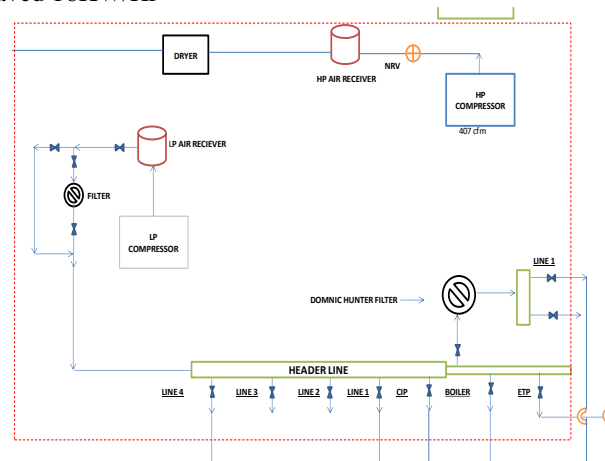 DRYER
HP AIR RECEIVER
NRV
HP
COMPRESSOR
407 cfm
LP AIR RECIEVER
FILTER
LP
COMPRESSOR
LINE 1
DOMNIC HUNTER FILTER
HEADER LINE
LINE 4
LINE 3
LINE 2
LINE 1
CIP
BOILER
ETP